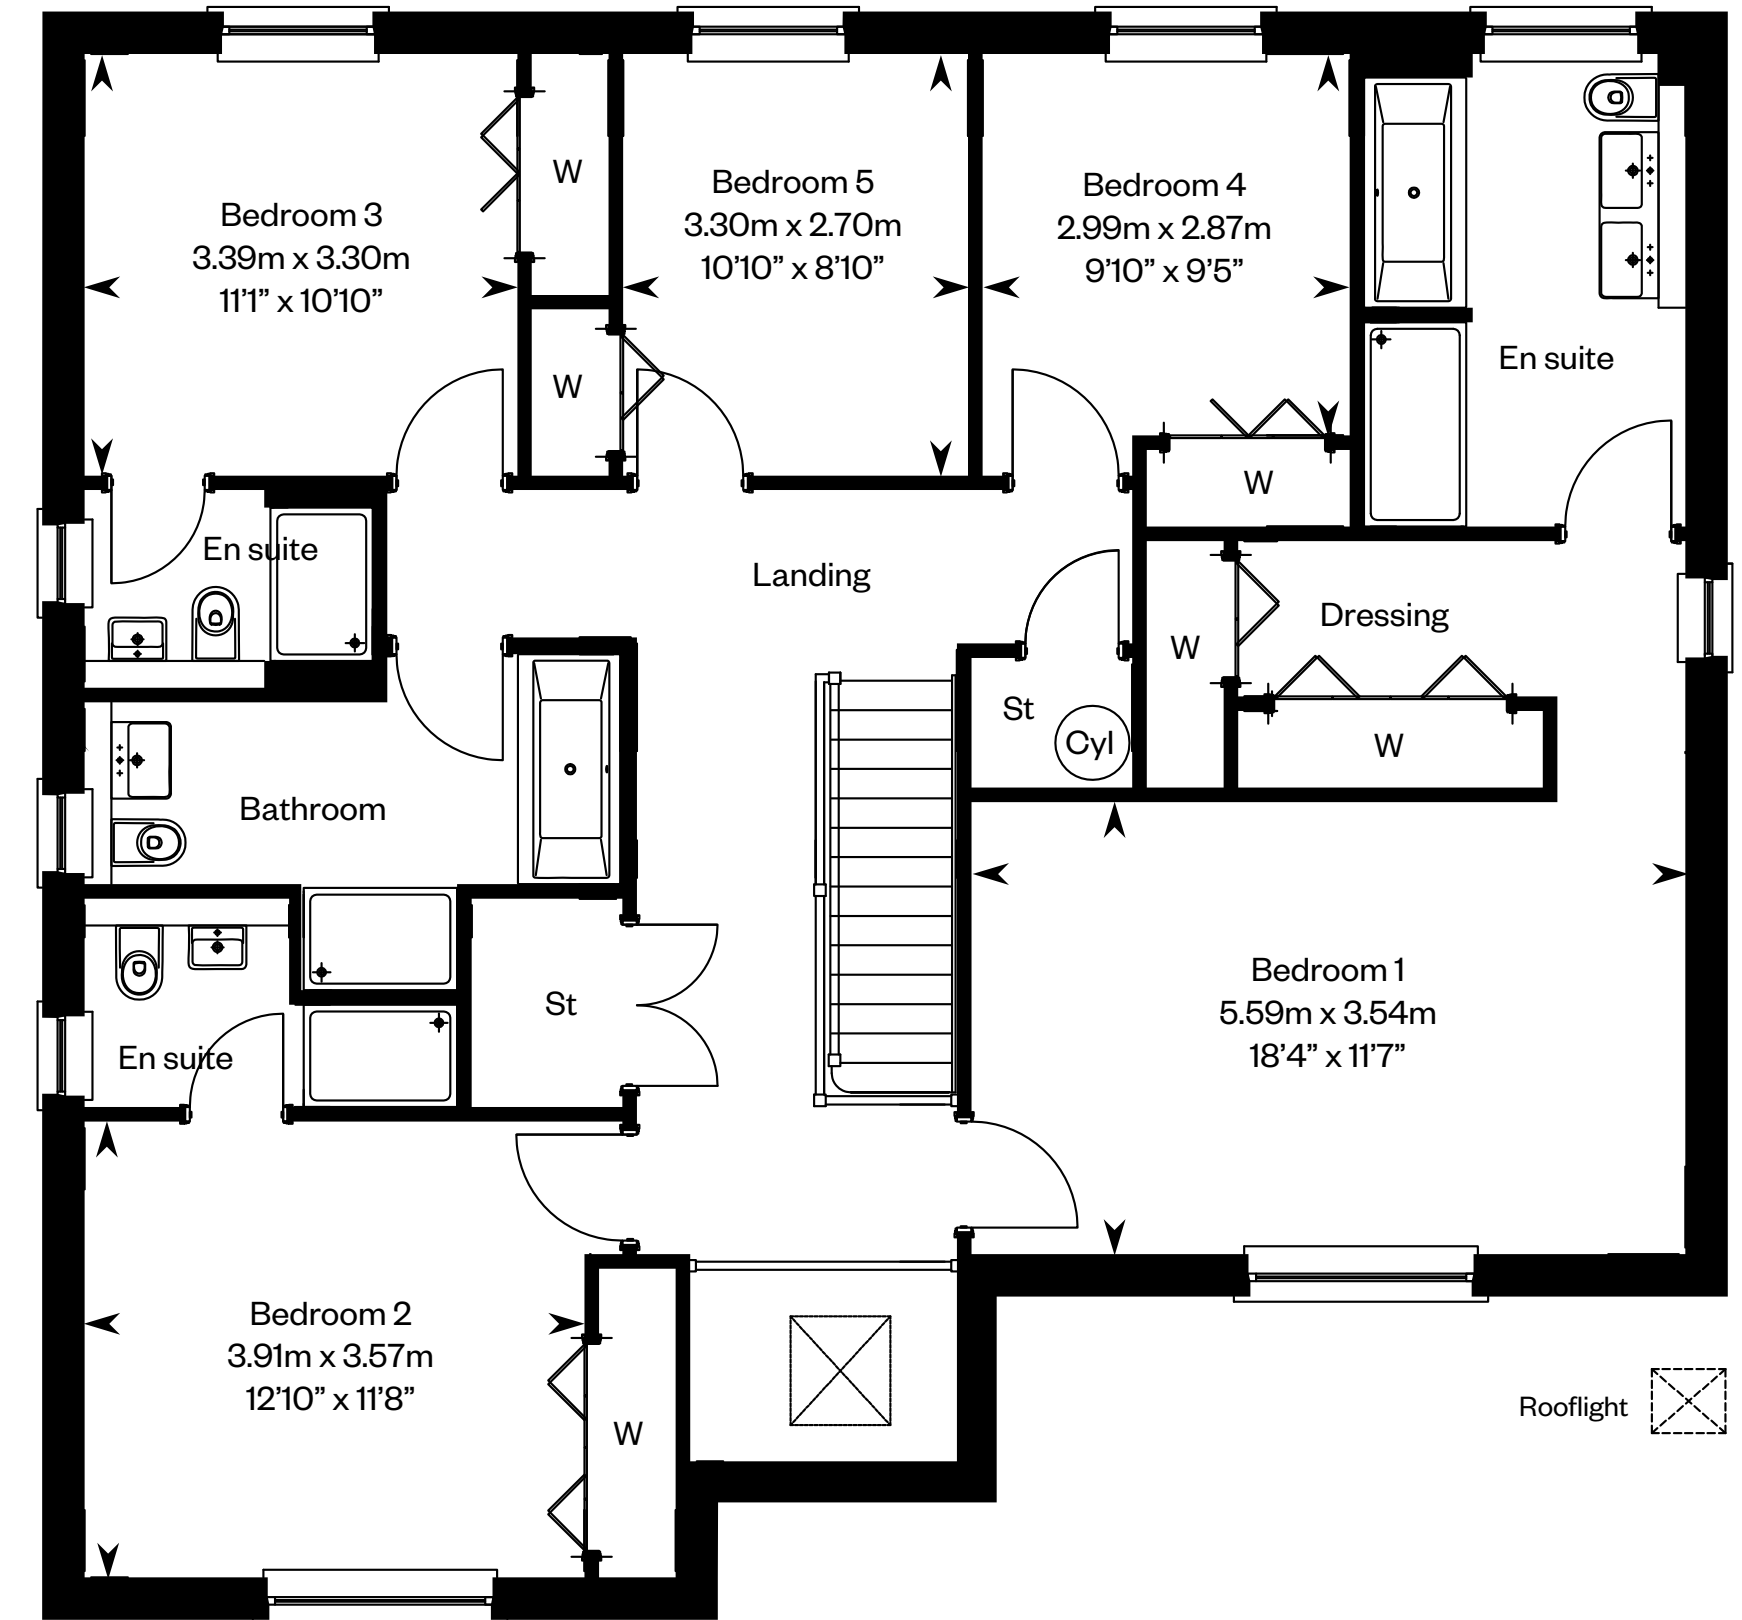 W
Bedroom 3
3.39m x 3.30m
11’1” x 10’10”
Bedroom 5
3.30m x 2.70m
10’10” x 8’10”
Bedroom 4
2.99m x 2.87m
9’10” x 9’5”
En suite
W
W
En suite
Landing
Dressing
W
St
Cyl
W
Bathroom
St
En suite
Bedroom 1
5.59m x 3.54m
18’4” x 11’7”
Bedroom 2
3.91m x 3.57m
12’10” x 11’8”
W
Rooflight